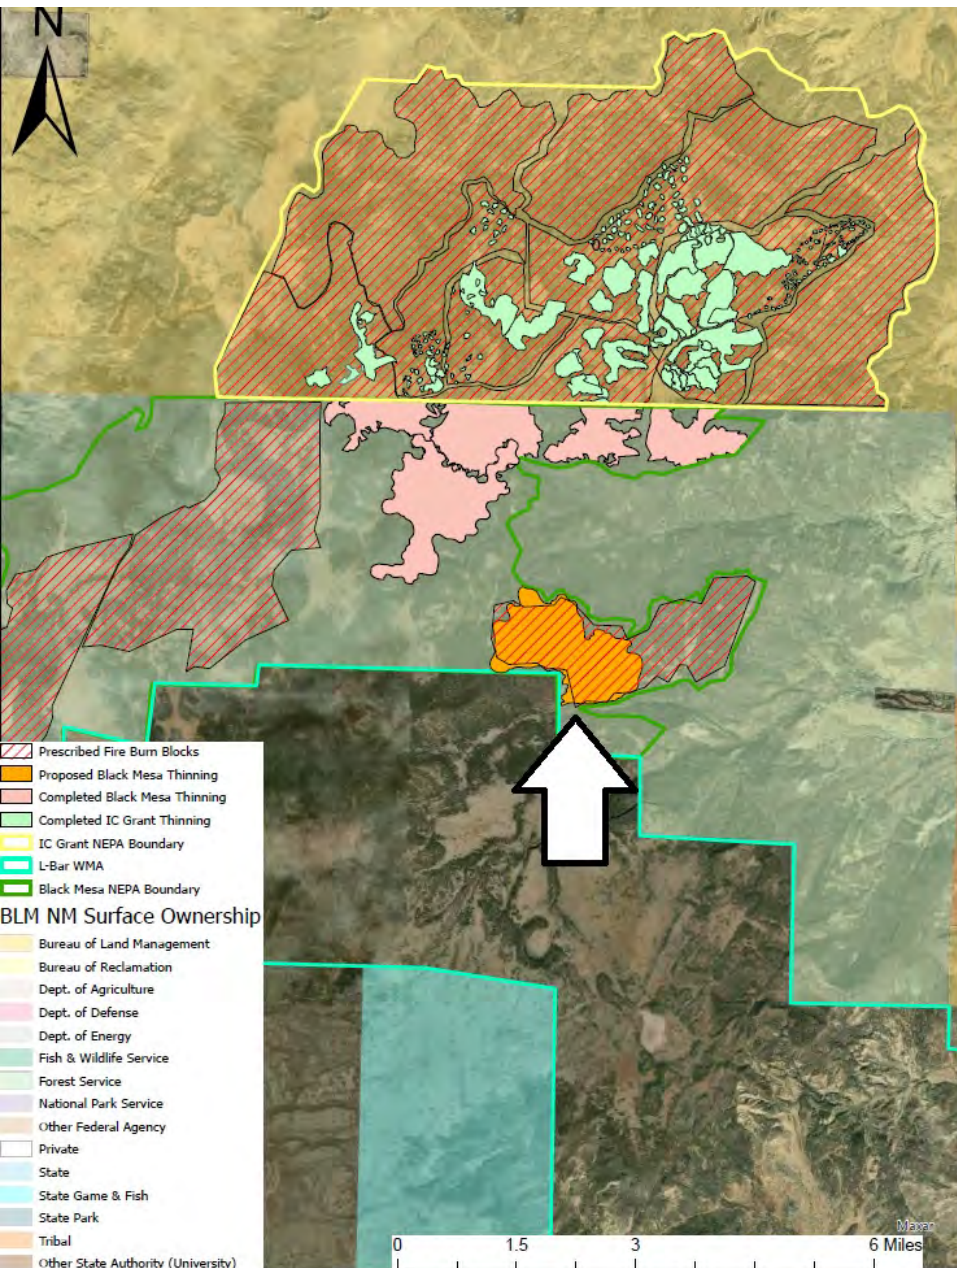 N
Prescribed Fire Burn Blocks
Proposed Black Mesa Thinning
Completed Black Mesa Thinning
Completed IC Grant Thinning
IC Grant NEPA Boundary
L-Bar WMA
Black Mesa NEPA Boundary
BLM NM Surface Ownership
Bureau of Land Management
Bureau of Reclamation
Dept. of Agriculture
Dept. of Defense
Dept. of Energy
Fish & Wildlife Service
Forest Service
National Park Service
Other Federal Agency
Private
State
State Game & Fish
State Park
Tribal
Other State Authority (University)
Maxar
0 1.5 3 6 Miles